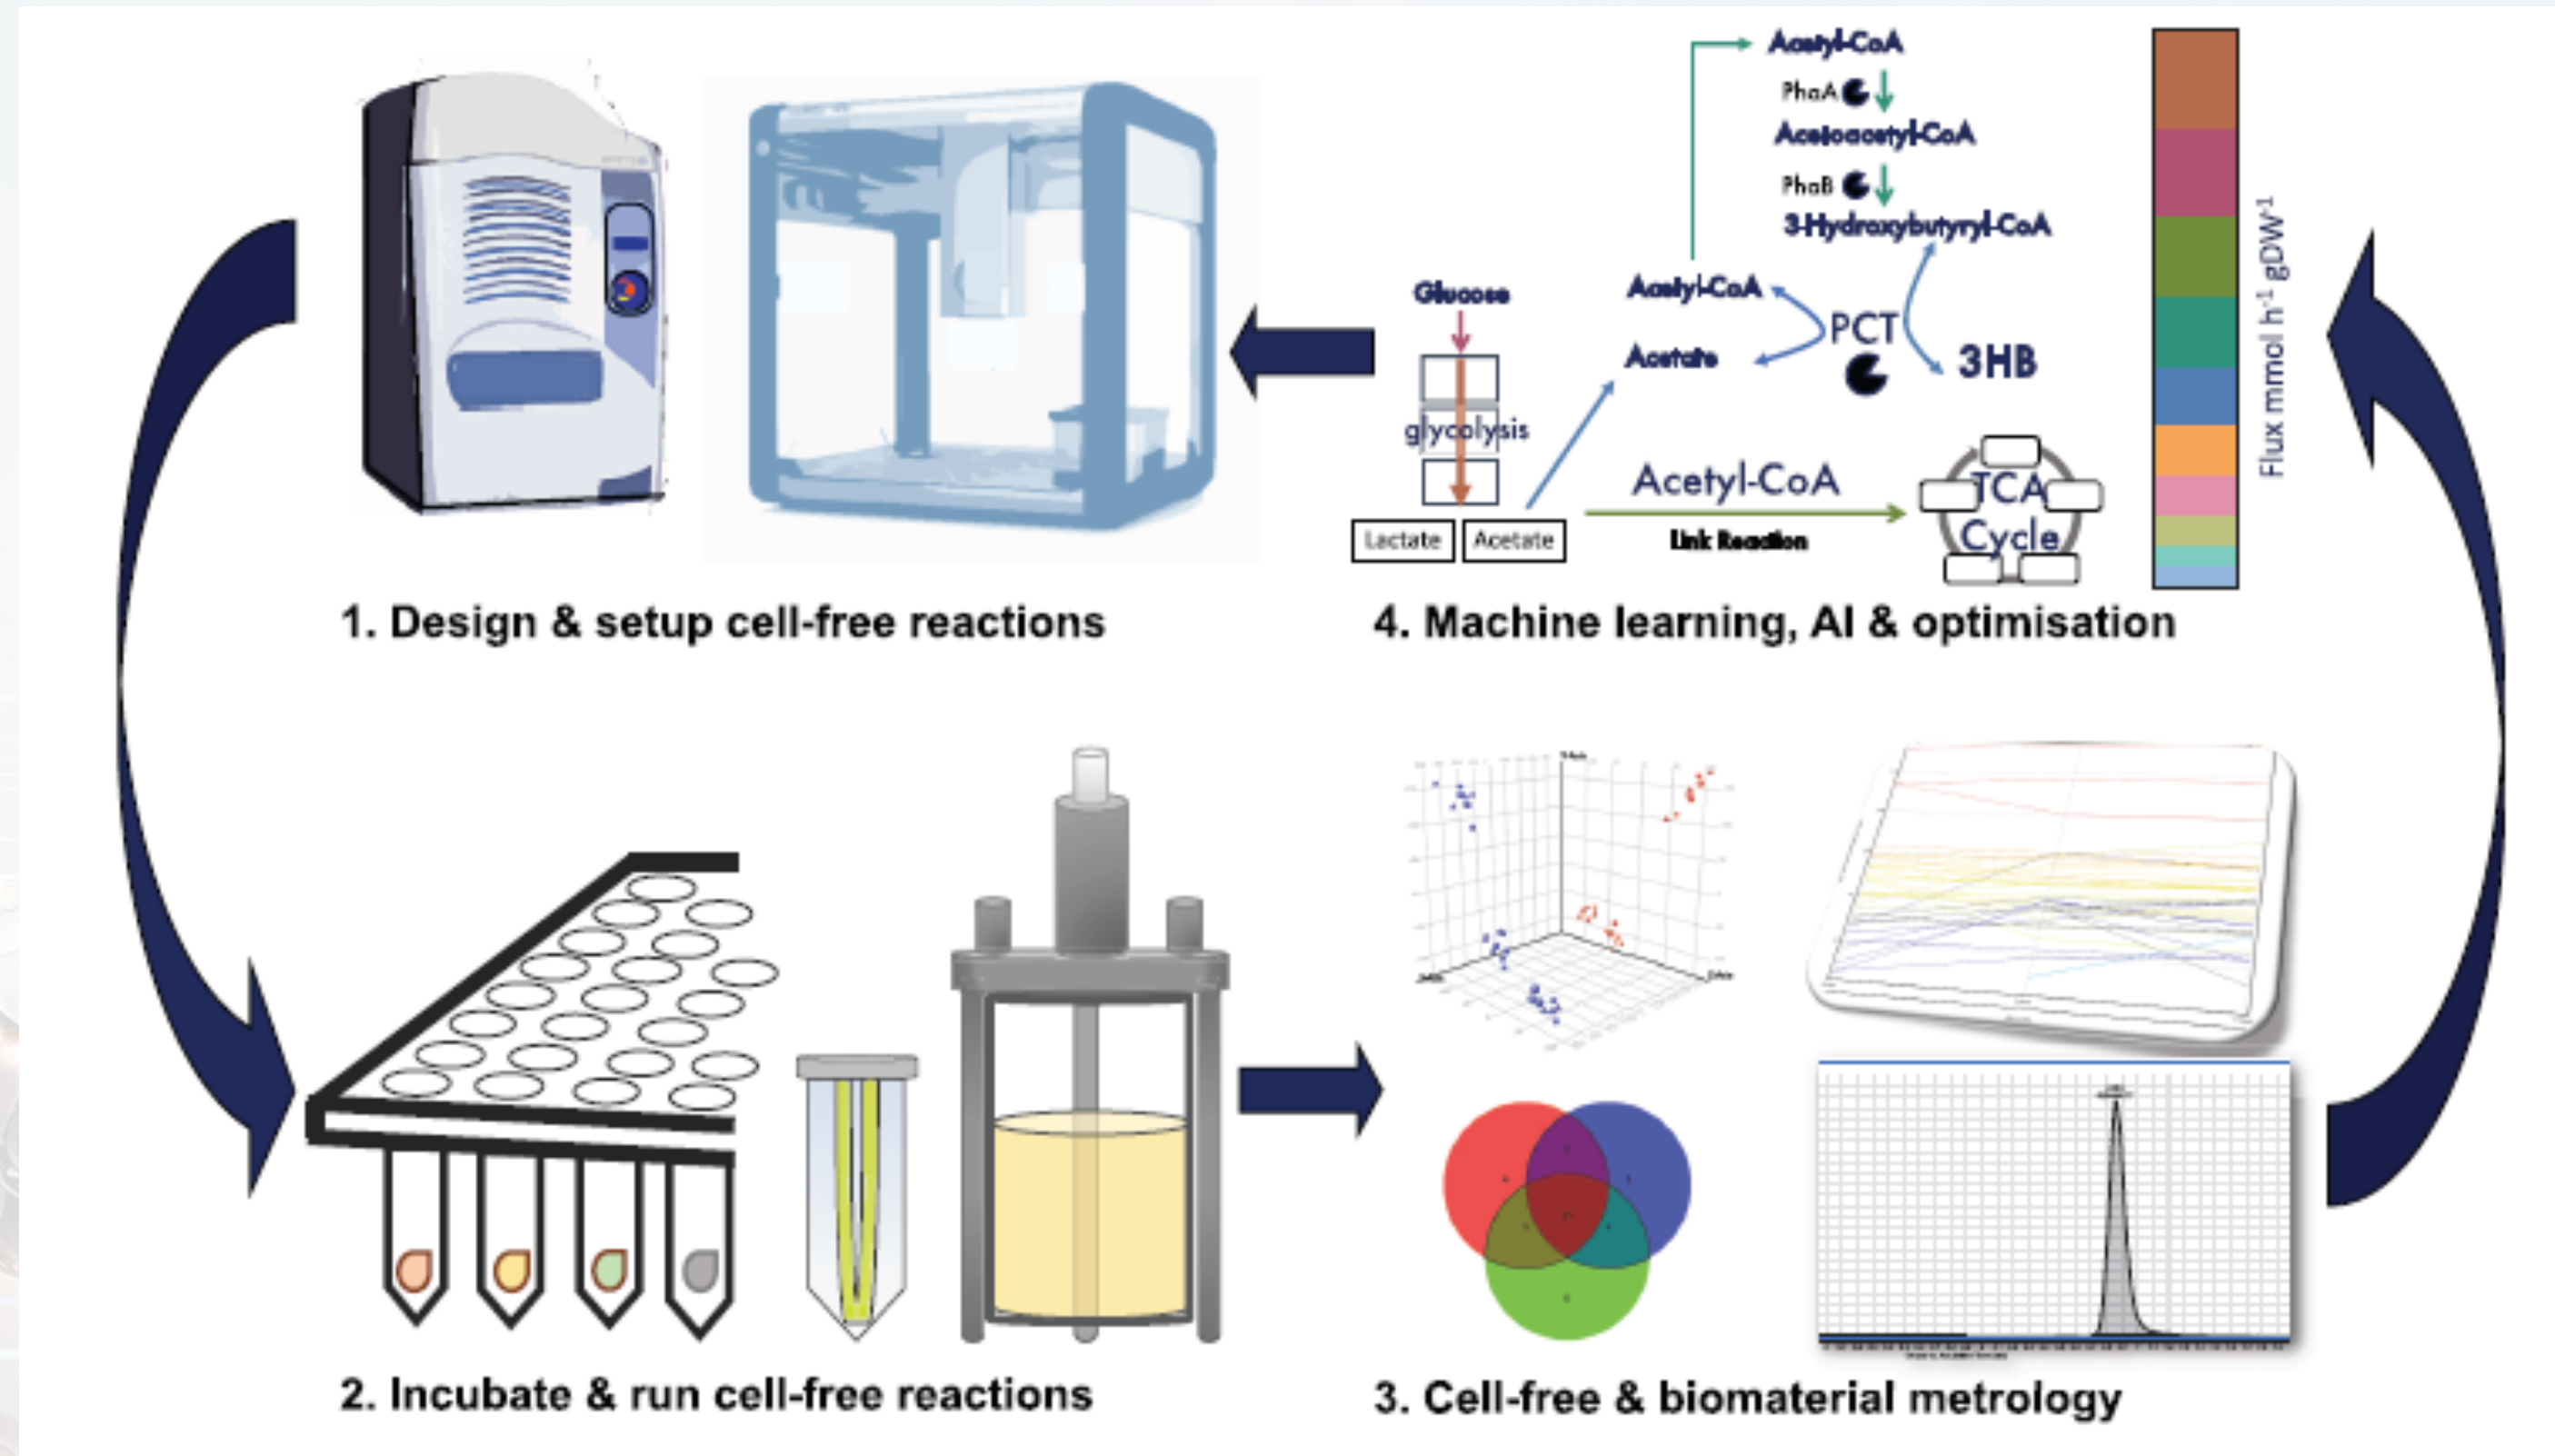 Acetyl-CoA
PhaA
Acetoacetyl-CoA
PhaB
3-Hydroxybutyryl-CoA
Glucose
Acetyl-CoA
PCT
Acetate
3HB
glycolysis
Acetyl-CoA
Link Reaction
TCA
Cycle
Lactate
Acetate
Flux mmol h⁻¹ gDW⁻¹
1. Design & setup cell-free reactions
4. Machine learning, AI & optimisation
2. Incubate & run cell-free reactions
3. Cell-free & biomaterial metrology